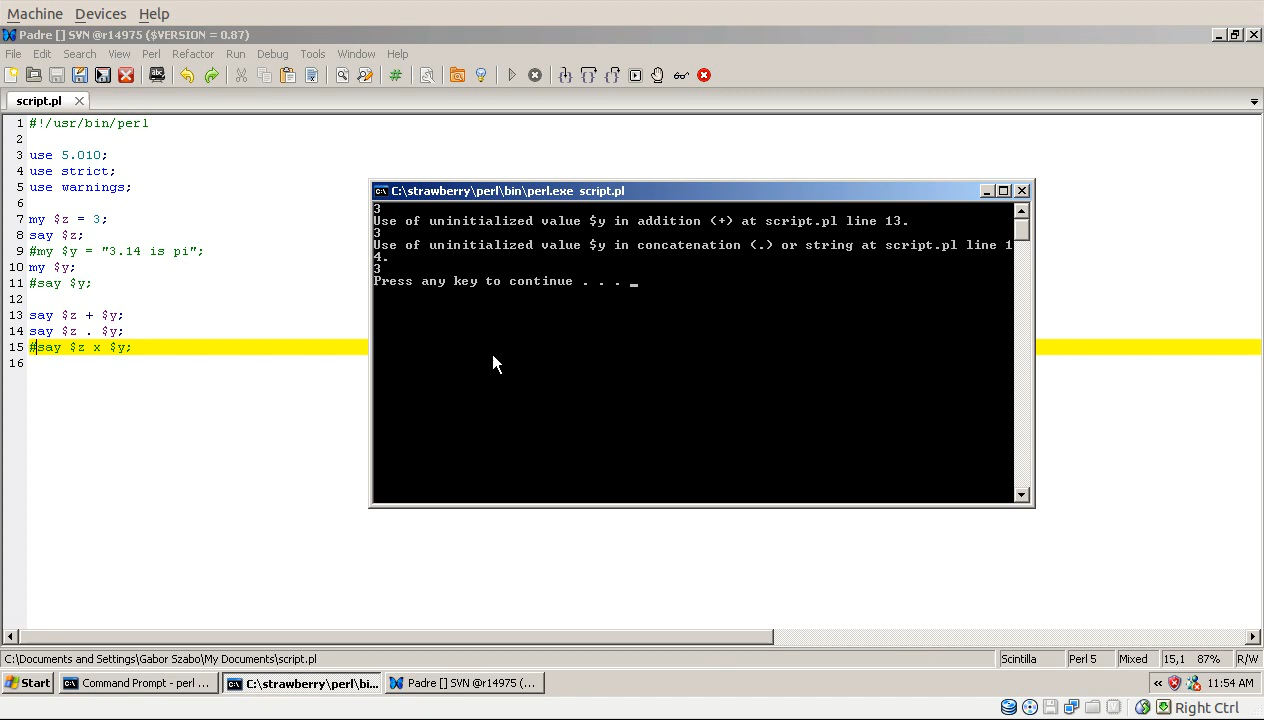 Machine Devices Help
Padre [] SVN @r14975 ($VERSION = 0.87)
File Edit Search View Perl Refactor Run Debug Tools Window Help
script.pl
1 #!/usr/bin/perl
2
3 use 5.010;
4 use strict;
5 use warnings;
6
7 my $z = 3;
8 say $z;
9 #my $y = "3.14 is pi";
10 my $y;
11 #say $y;
12
13 say $z + $y;
14 say $z . $y;
15 #say $z x $y;
16
C:\strawberry\perl\bin\perl.exe script.pl
3
Use of uninitialized value $y in addition (+) at script.pl line 13.
3
Use of uninitialized value $y in concatenation (.) or string at script.pl line 1
4.
3
Press any key to continue . . . _
C:\Documents and Settings\Gabor Szabo\My Documents\script.pl Scintilla Perl 5 Mixed 15,1 87% R/W
Start Command Prompt - perl ... C:\strawberry\perl\bi... Padre [] SVN @r14975 (... « 11:54 AM
Right Ctrl